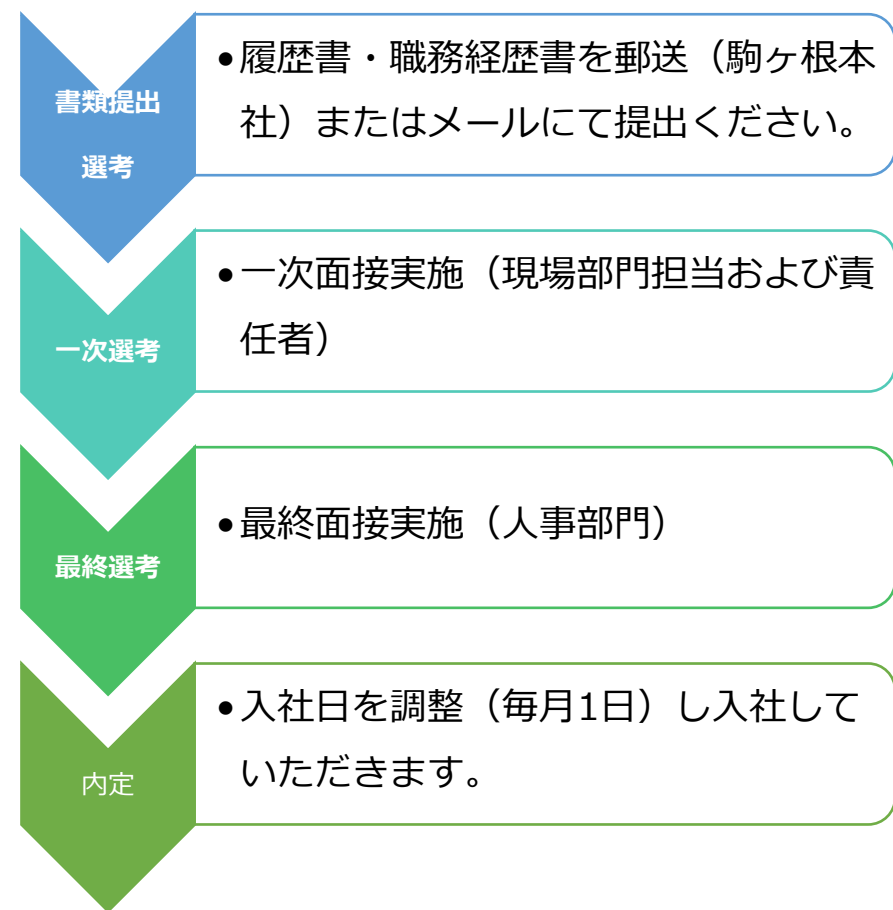 書類提出
選考
•履歴書・職務経歴書を郵送（駒ヶ根本
社）またはメールにて提出ください。
一次選考
•一次面接実施（現場部門担当および責
任者）
最終選考
•最終面接実施（人事部門）
内定
•入社日を調整（毎月1日）し入社して
いただきます。